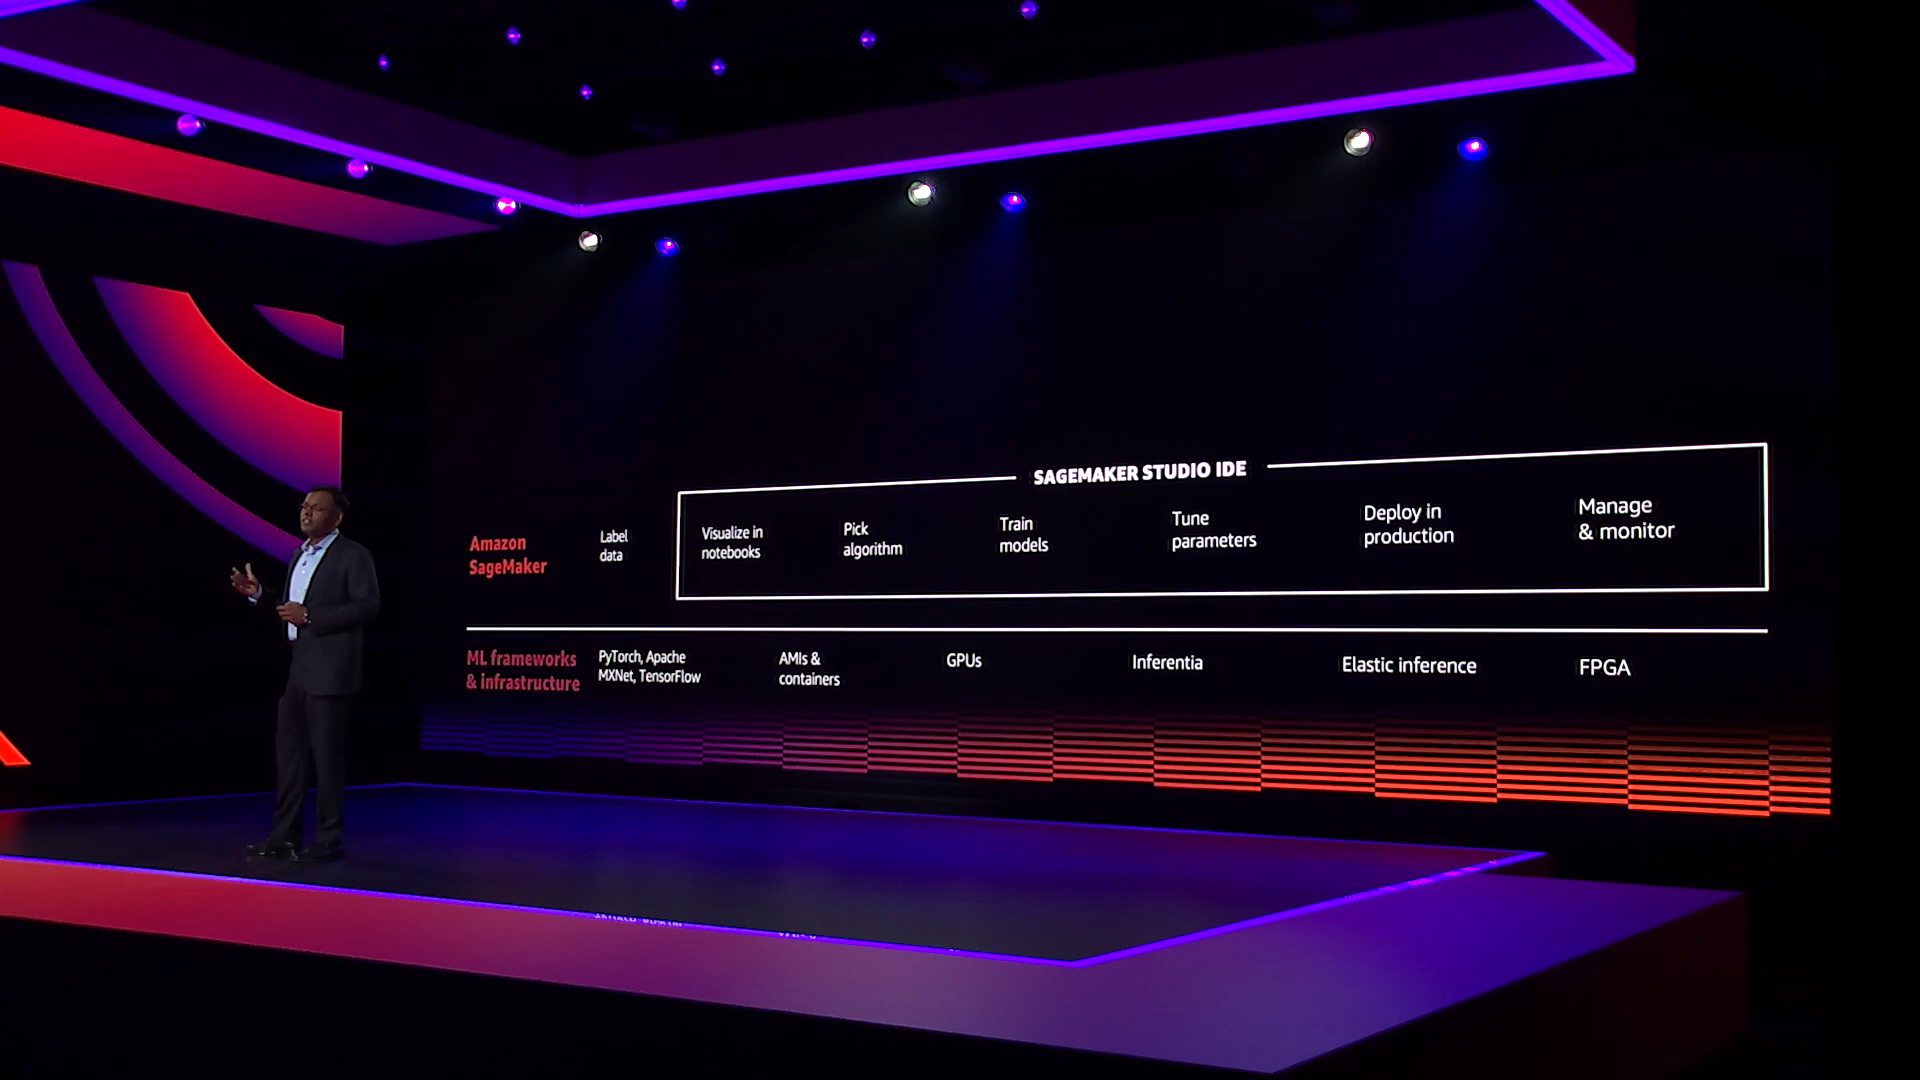 SAGEMAKER STUDIO IDE
Amazon
SageMaker
Label
data
Visualize in
notebooks
Pick
algorithm
Train
models
Tune
parameters
Deploy in
production
Manage
& monitor
ML frameworks
& infrastructure
PyTorch, Apache
MXNet, TensorFlow
AMIs &
containers
GPUs
Inferentia
Elastic inference
FPGA